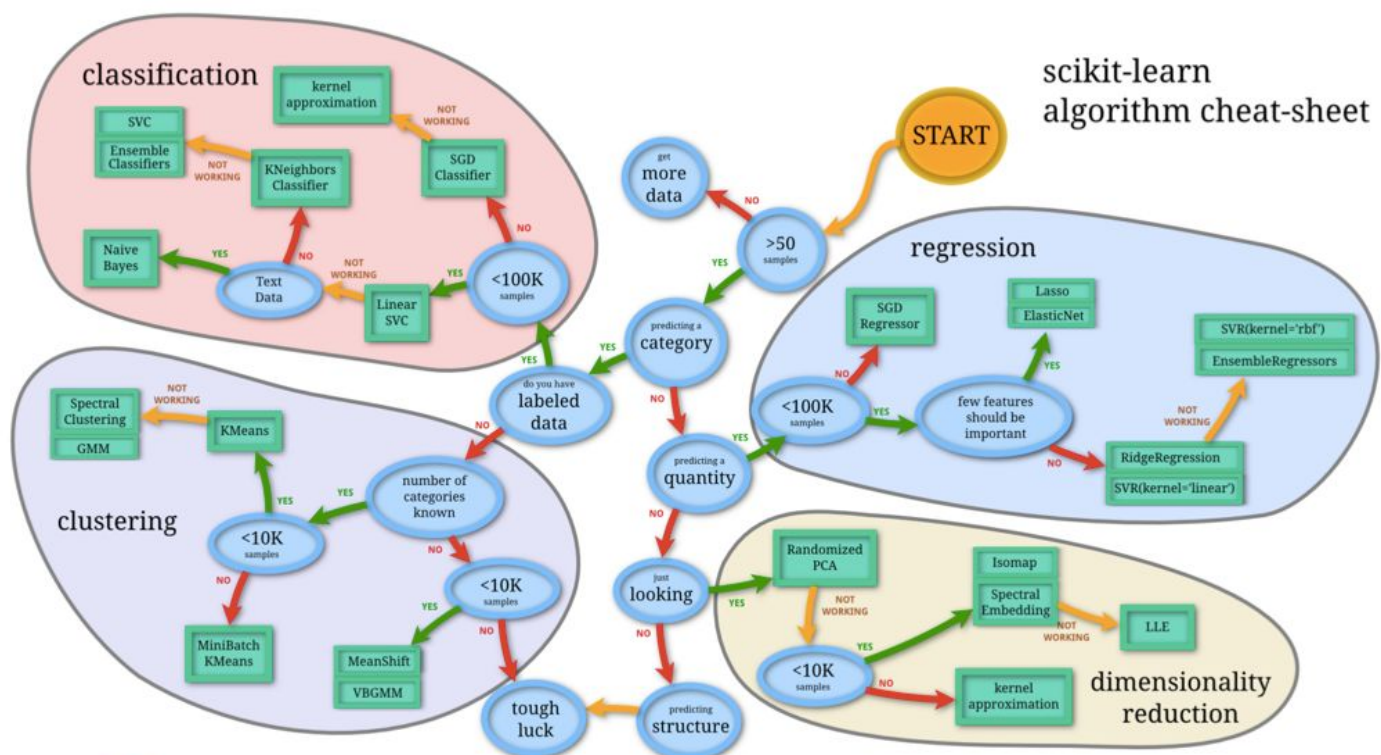 scikit-learn
algorithm cheat-sheet
START
classification
kernel
approximation
NOT
WORKING
SVC
Ensemble
Classifiers
NOT
WORKING
KNeighbors
Classifier
SGD
Classifier
NO
Naive
Bayes
YES
NO
Text
Data
NOT
WORKING
Linear
SVC
YES
<100K
samples
YES
get
more
data
NO
>50
samples
YES
predicting a
category
YES
do you have
labeled
data
NO
NO
predicting a
quantity
YES
NO
just
looking
YES
NO
predicting
structure
tough
luck
regression
SGD
Regressor
NO
<100K
samples
YES
Lasso
ElasticNet
YES
few features
should be
important
NO
SVR(kernel='rbf')
EnsembleRegressors
NOT
WORKING
RidgeRegression
SVR(kernel='linear')
clustering
Spectral
Clustering
GMM
NOT
WORKING
KMeans
YES
<10K
samples
NO
MiniBatch
KMeans
YES
number of
categories
known
NO
<10K
samples
YES
NO
MeanShift
VBGMM
Randomized
PCA
NOT
WORKING
<10K
samples
YES
NO
Isomap
Spectral
Embedding
NOT
WORKING
LLE
kernel
approximation
dimensionality
reduction